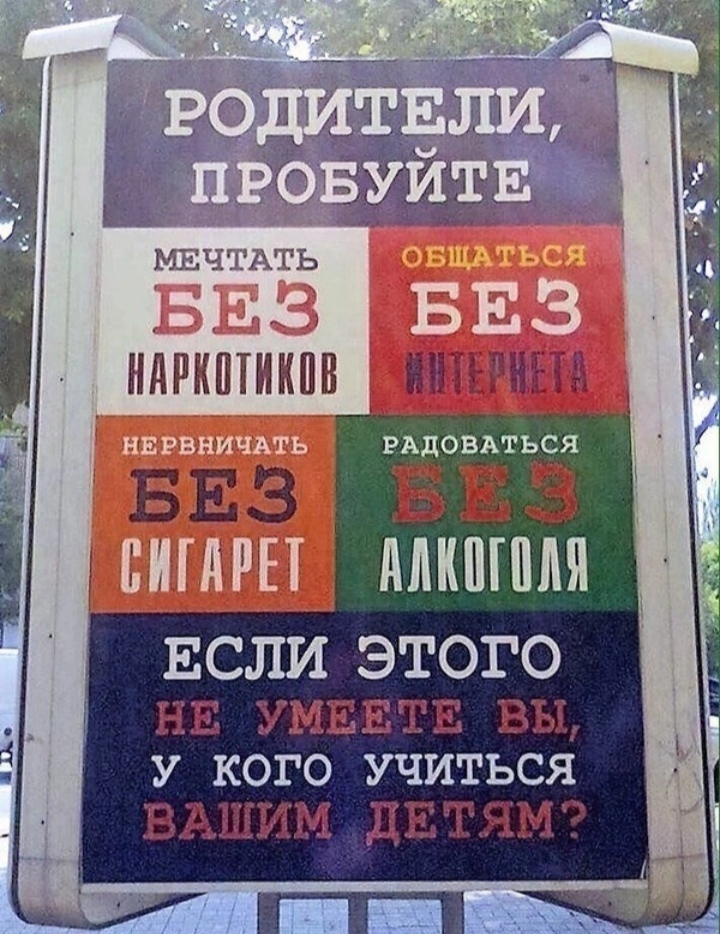 РОДИТЕЛИ,
ПРОБУЙТЕ
МЕЧТАТЬ
БЕЗ
НАРКОТИКОВ
ОБЩАТЬСЯ
БЕЗ
ИНТЕРНЕТА
НЕРВНИЧАТЬ
БЕЗ
СИГАРЕТ
РАДОВАТЬСЯ
БЕЗ
АЛКОГОЛЯ
ЕСЛИ ЭТОГО
НЕ УМЕЕТЕ ВЫ,
У КОГО УЧИТЬСЯ
ВАШИМ ДЕТЯМ?